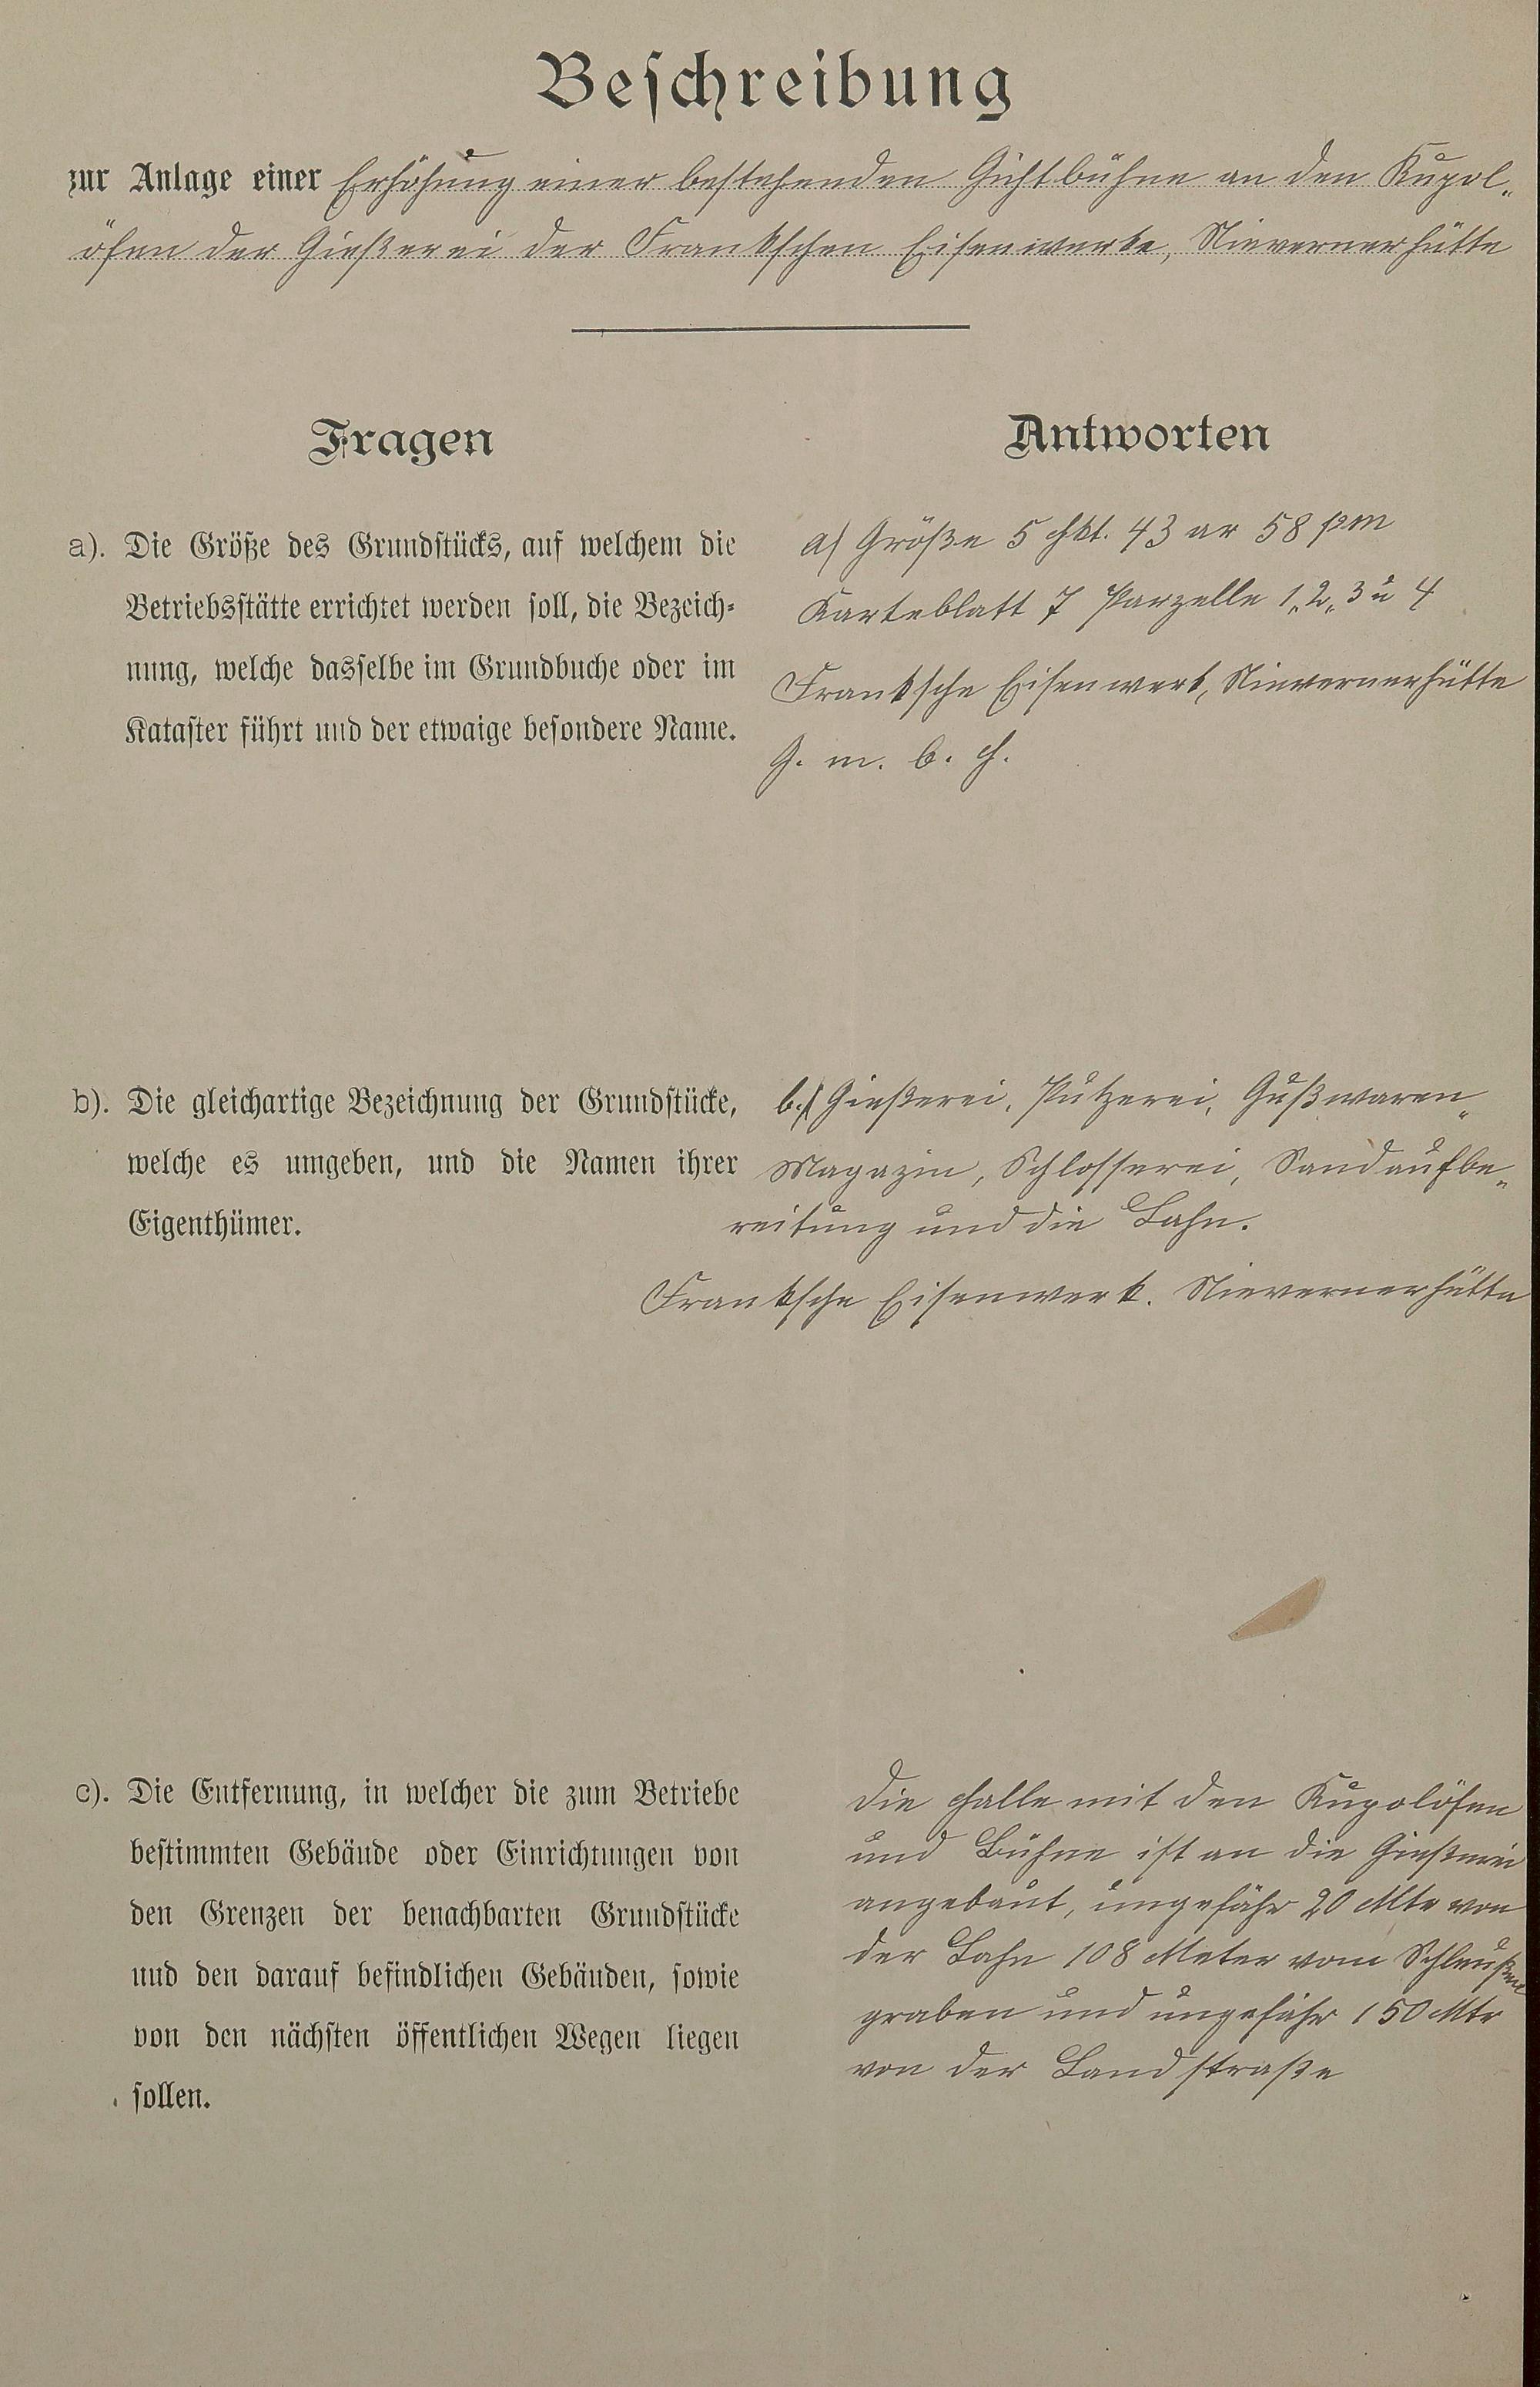 Beschreibung
zur Anlage einer Erhöhung einer bestehenden Gichtbühne an den Kupol-
öfen der Gießerei der Frankschen Eisenwerke, Nievernerhütte
Fragen
a). Die Größe des Grundstücks, auf welchem die
Betriebsstätte errichtet werden soll, die Bezeich-
nung, welche dasselbe im Grundbuche oder im
Kataster führt und der etwaige besondere Name.
Antworten
a) Größe 5 Hkt. 43 ar 58 qm
Karteblatt 7 Parzelle 1, 2, 3 u 4
Franksche Eisenwerk, Nievernerhütte
G. m. b. H.
b). Die gleichartige Bezeichnung der Grundstücke,
welche es umgeben, und die Namen ihrer
Eigenthümer.
b.) Gießerei, Putzerei, Gußwaren-
Magazin, Schlosserei, Sandaufbe-
reitung und die Lahn.
Franksche Eisenwerk. Nievernerhütte
c). Die Entfernung, in welcher die zum Betriebe
bestimmten Gebäude oder Einrichtungen von
den Grenzen der benachbarten Grundstücke
und den darauf befindlichen Gebäuden, sowie
von den nächsten öffentlichen Wegen liegen
sollen.
Die Halle mit den Kupolöfen
und Bühne ist an die Gießerei
angebaut, ungefähr 20 Mtr von
der Lahn 108 Meter vom Schleußen
graben und ungefähr 150 Mtr
von der Landstraße